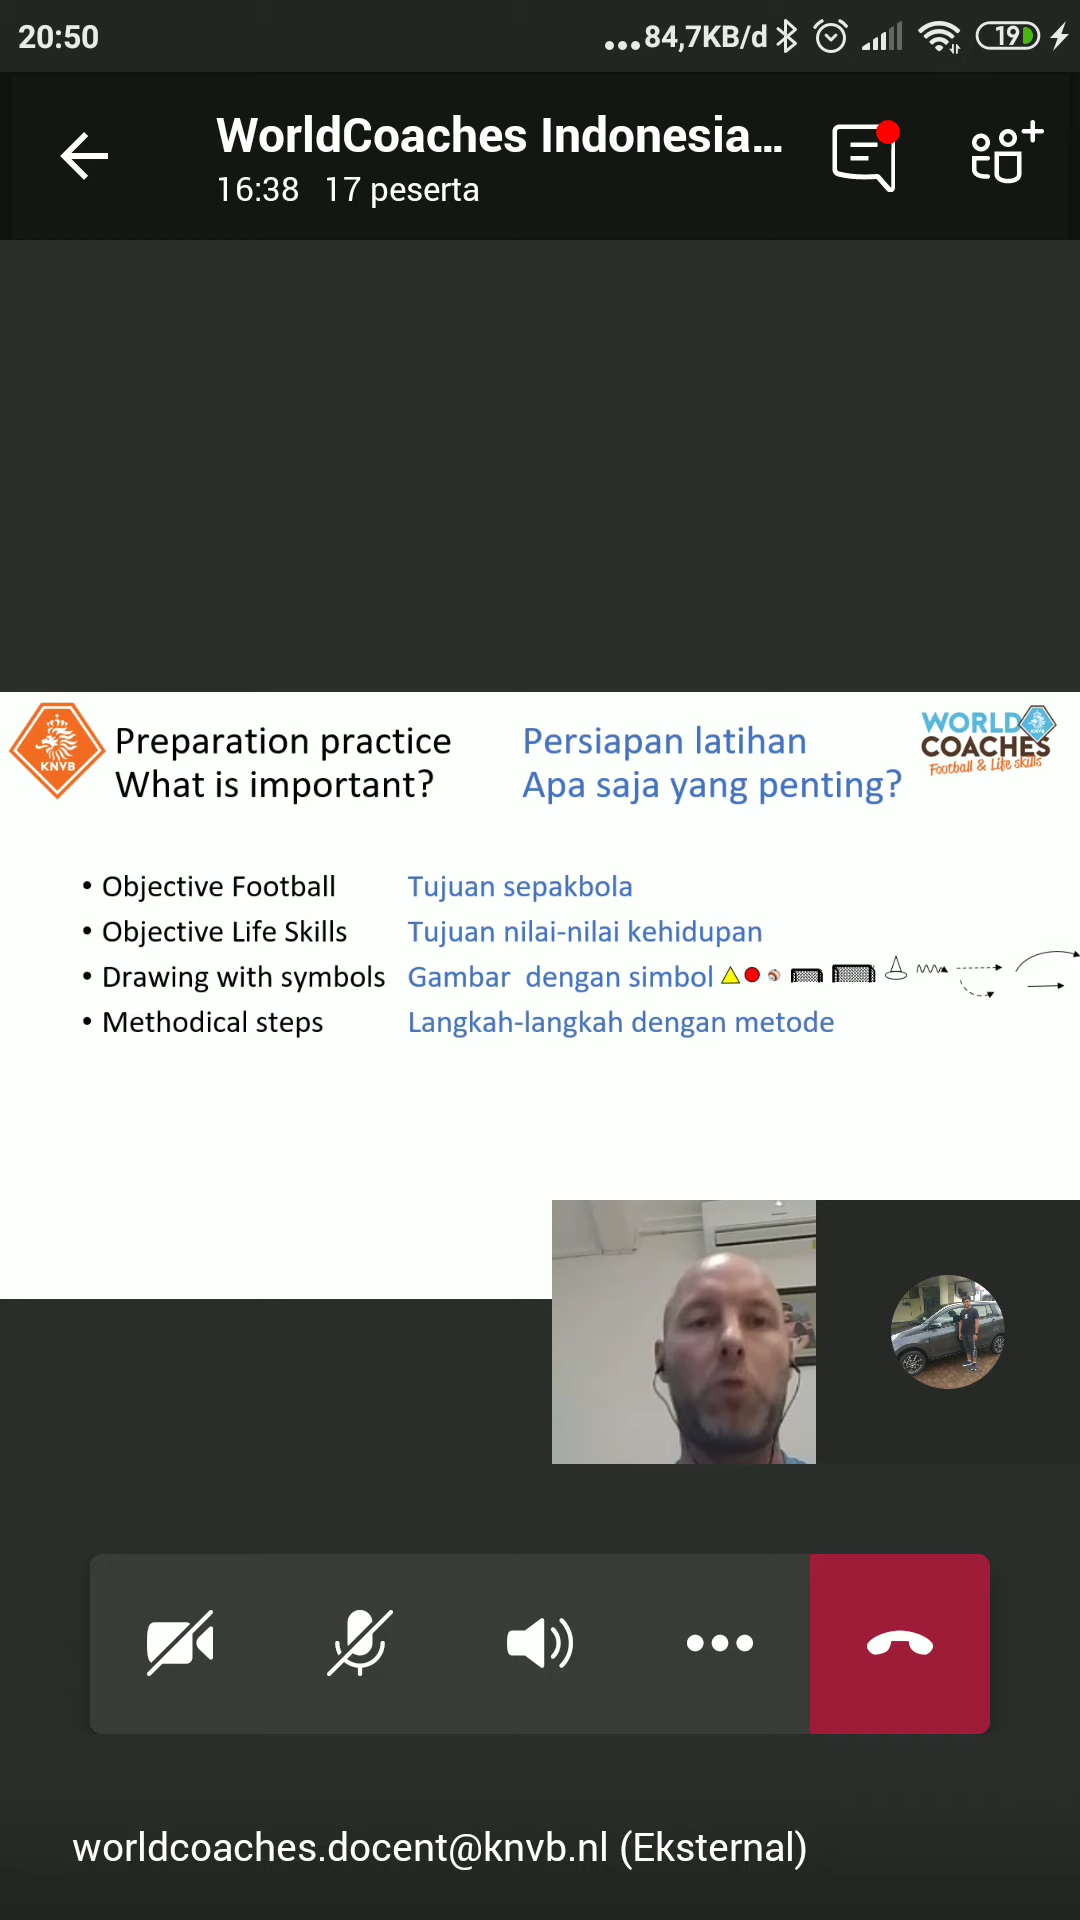 20:50
...84,7KB/d
19
WorldCoaches Indonesia...
16:38 17 peserta
KNVB
Preparation practice
What is important?
Persiapan latihan
Apa saja yang penting?
WORLD
COACHES
Football & Life skills
• Objective Football Tujuan sepakbola
• Objective Life Skills Tujuan nilai-nilai kehidupan
• Drawing with symbols Gambar dengan simbol
• Methodical steps Langkah-langkah dengan metode
worldcoaches.docent@knvb.nl (Eksternal)